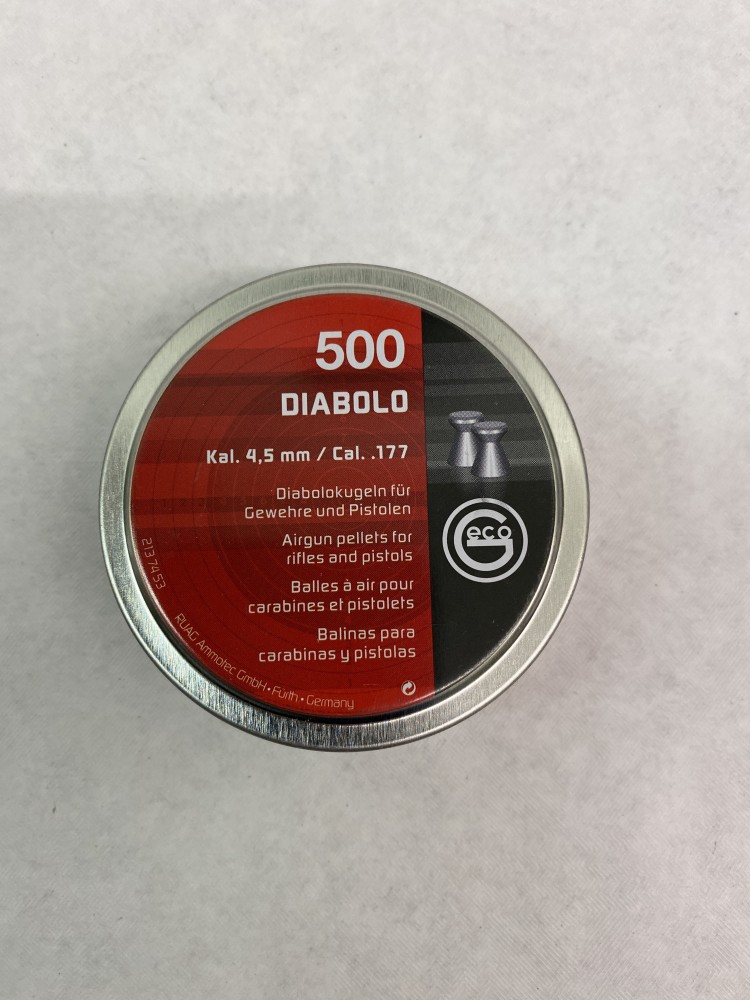 500
DIABOLO
Kal. 4,5 mm / Cal. .177
Diabolokugeln für
Gewehre und Pistolen
Airgun pellets for
rifles and pistols
Balles à air pour
carabines et pistolets
Balinas para
carabinas y pistolas
Geco
2137453
RUAG Ammotec GmbH • Fürth • Germany